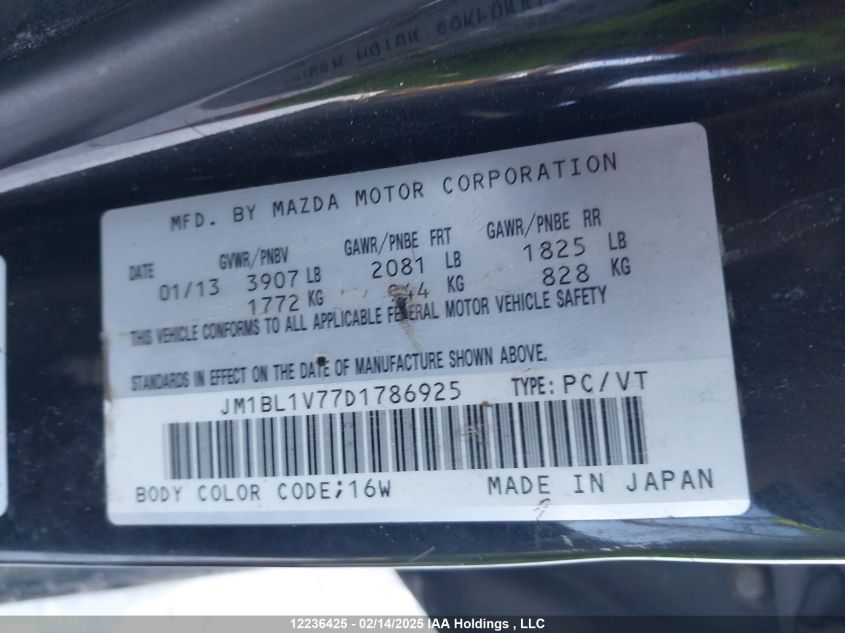 MFD. BY MAZDA MOTOR CORPORATION
DATE GVWR/PNBV GAWR/PNBE FRT GAWR/PNBE RR
01/13 3907 LB 2081 LB 1825 LB
1772 KG KG 828 KG
THIS VEHICLE CONFORMS TO ALL APPLICABLE FEDERAL MOTOR VEHICLE SAFETY
STANDARDS IN EFFECT ON THE DATE OF MANUFACTURE SHOWN ABOVE.
JM1BL1V77D1786925 TYPE: PC/VT
BODY COLOR CODE;16W MADE IN JAPAN
12236425 - 02/14/2025 IAA Holdings , LLC